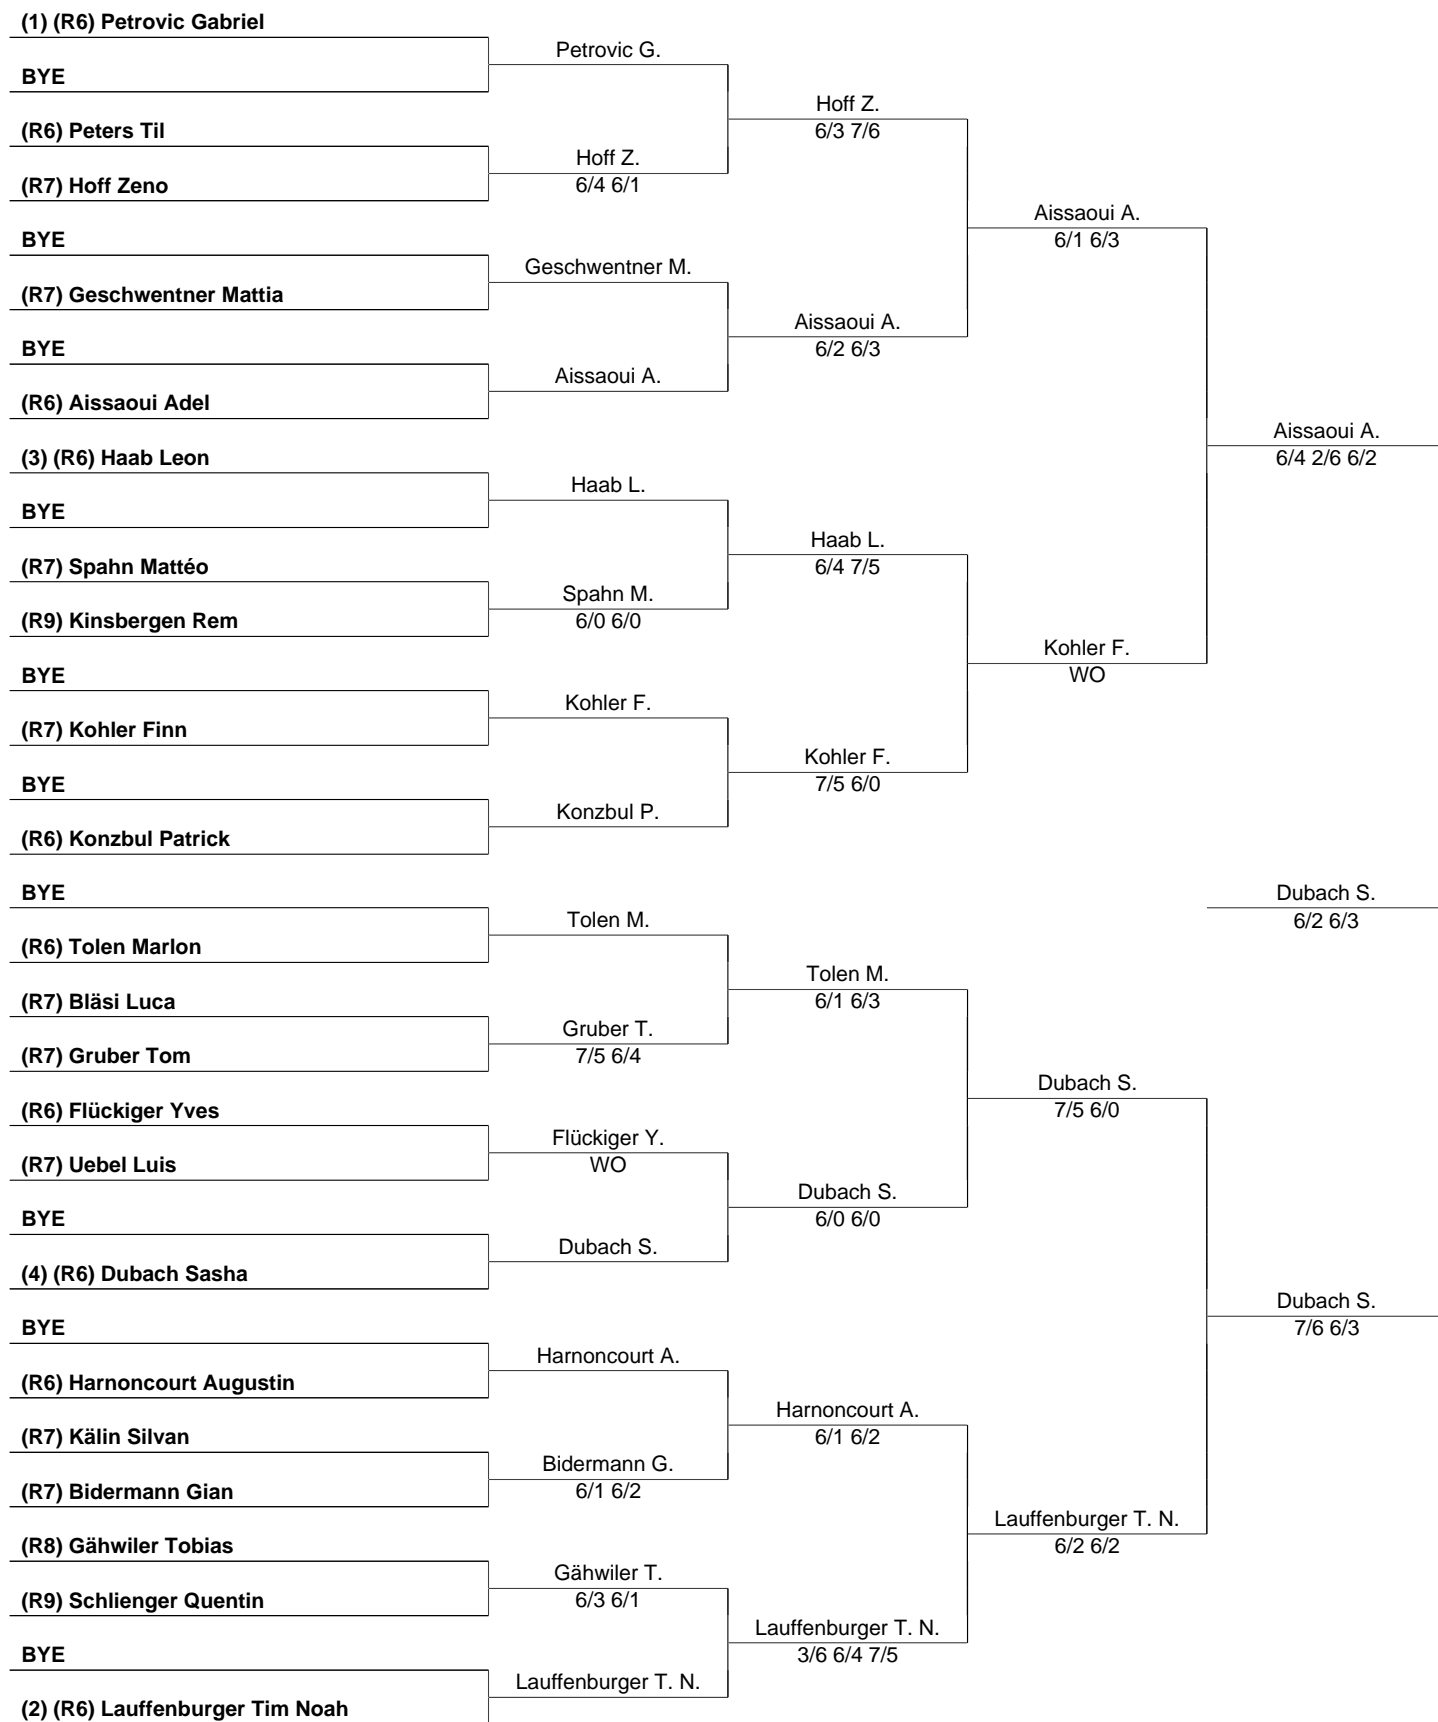 (1) (R6) Petrovic Gabriel
Petrovic G.
BYE
Hoff Z.
6/3 7/6
(R6) Peters Til
Hoff Z.
6/4 6/1
(R7) Hoff Zeno
Aissaoui A.
6/1 6/3
BYE
Geschwentner M.
(R7) Geschwentner Mattia
Aissaoui A.
6/2 6/3
BYE
Aissaoui A.
(R6) Aissaoui Adel
Aissaoui A.
6/4 2/6 6/2
(3) (R6) Haab Leon
Haab L.
BYE
Haab L.
6/4 7/5
(R7) Spahn Mattéo
Spahn M.
6/0 6/0
(R9) Kinsbergen Rem
Kohler F.
WO
BYE
Kohler F.
(R7) Kohler Finn
Kohler F.
7/5 6/0
BYE
Konzbul P.
(R6) Konzbul Patrick
BYE
Dubach S.
6/2 6/3
Tolen M.
(R6) Tolen Marlon
Tolen M.
6/1 6/3
(R7) Bläsi Luca
Gruber T.
7/5 6/4
(R7) Gruber Tom
Dubach S.
7/5 6/0
(R6) Flückiger Yves
Flückiger Y.
WO
(R7) Uebel Luis
Dubach S.
6/0 6/0
BYE
Dubach S.
(4) (R6) Dubach Sasha
Dubach S.
7/6 6/3
BYE
Harnoncourt A.
(R6) Harnoncourt Augustin
Harnoncourt A.
6/1 6/2
(R7) Kälin Silvan
Bidermann G.
6/1 6/2
(R7) Bidermann Gian
Lauffenburger T. N.
6/2 6/2
(R8) Gähwiler Tobias
Gähwiler T.
6/3 6/1
(R9) Schlienger Quentin
Lauffenburger T. N.
3/6 6/4 7/5
BYE
Lauffenburger T. N.
(2) (R6) Lauffenburger Tim Noah